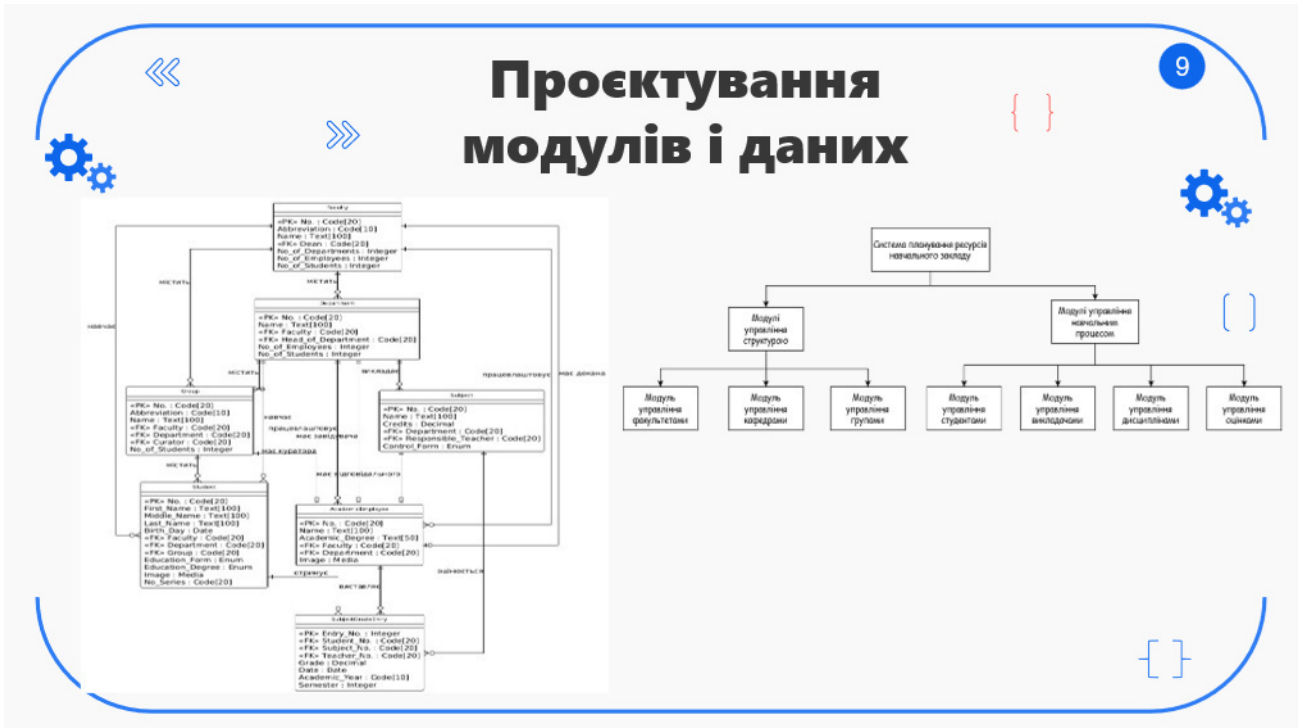 9
Проєктування
модулів і даних
Faculty
«PK» No. : Code[20]
Abbreviation : Code[10]
Name : Text[100]
«FK» Dean : Code[20]
No_of_Departments : Integer
No_of_Employees : Integer
No_of_Students : Integer
містять
містять
навчає
Department
«PK» No. : Code[20]
Name : Text[100]
«FK» Faculty : Code[20]
«FK» Head_of_Department : Code[20]
No_of_Employees : Integer
No_of_Students : Integer
містять
викладає
працевлаштовує
має декана
Group
«PK» No. : Code[20]
Abbreviation : Code[10]
Name : Text[100]
«FK» Faculty : Code[20]
«FK» Department : Code[20]
«FK» Curator : Code[20]
No_of_Students : Integer
Subject
«PK» No. : Code[20]
Name : Text[100]
Credits : Decimal
«FK» Department : Code[20]
«FK» Responsible_Teacher : Code[20]
Control_Form : Enum
навчає
працевлаштовує
має завідувача
має куратора
містять
має відповідального
Student
«PK» No. : Code[20]
First_Name : Text[100]
Middle_Name : Text[100]
Last_Name : Text[100]
Birth_Day : Date
«FK» Faculty : Code[20]
«FK» Department : Code[20]
«FK» Group : Code[20]
Education_Form : Enum
Education_Degree : Enum
Image : Media
No_Series : Code[20]
«PK» No. : Code[20]
Name : Text[100]
Academic_Degree : Text[50]
«FK» Faculty : Code[20]
«FK» Department : Code[20]
Image : Media
отримує
виставляє
оцінюється
SubjectGradeEntry
«PK» Entry_No. : Integer
«FK» Student_No. : Code[20]
«FK» Subject_No. : Code[20]
«FK» Teacher_No. : Code[20]
Grade : Decimal
Date : Date
Academic_Year : Code[10]
Semester : Integer
Система планування ресурсів
навчального закладу
Модулі
управління
структурою
Модулі управління
навчальним
процесом
Модуль
управління
факультетами
Модуль
управління
кафедрами
Модуль
управління
групами
Модуль
управління
студентами
Модуль
управління
викладачами
Модуль
управління
дисциплінами
Модуль
управління
оцінками